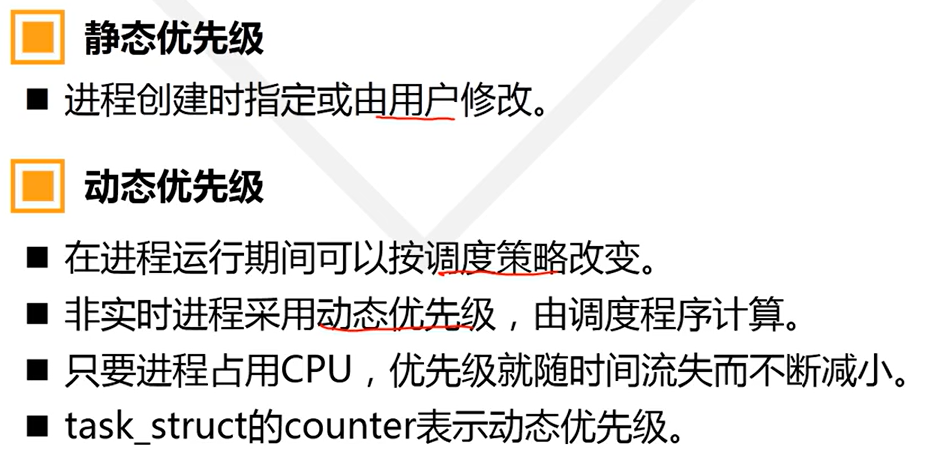 静态优先级
进程创建时指定或由用户修改。
动态优先级
在进程运行期间可以按调度策略改变。
非实时进程采用动态优先级，由调度程序计算。
只要进程占用CPU，优先级就随时间流失而不断减小。
task_struct的counter表示动态优先级。